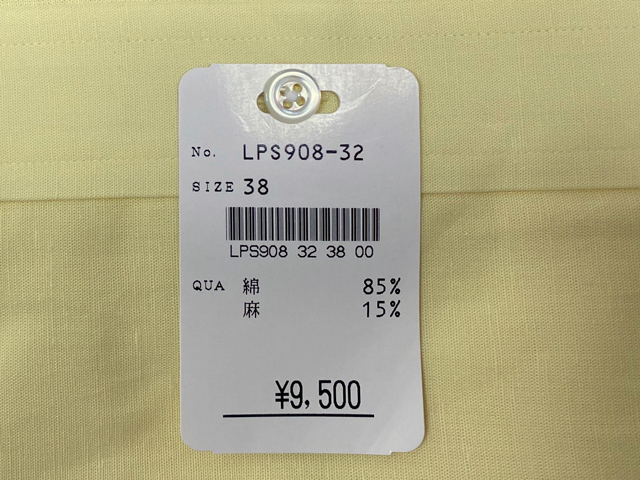 No. LPS908-32
SIZE 38
LPS908 32 38 00
QUA 綿 85%
麻 15%
¥9,500